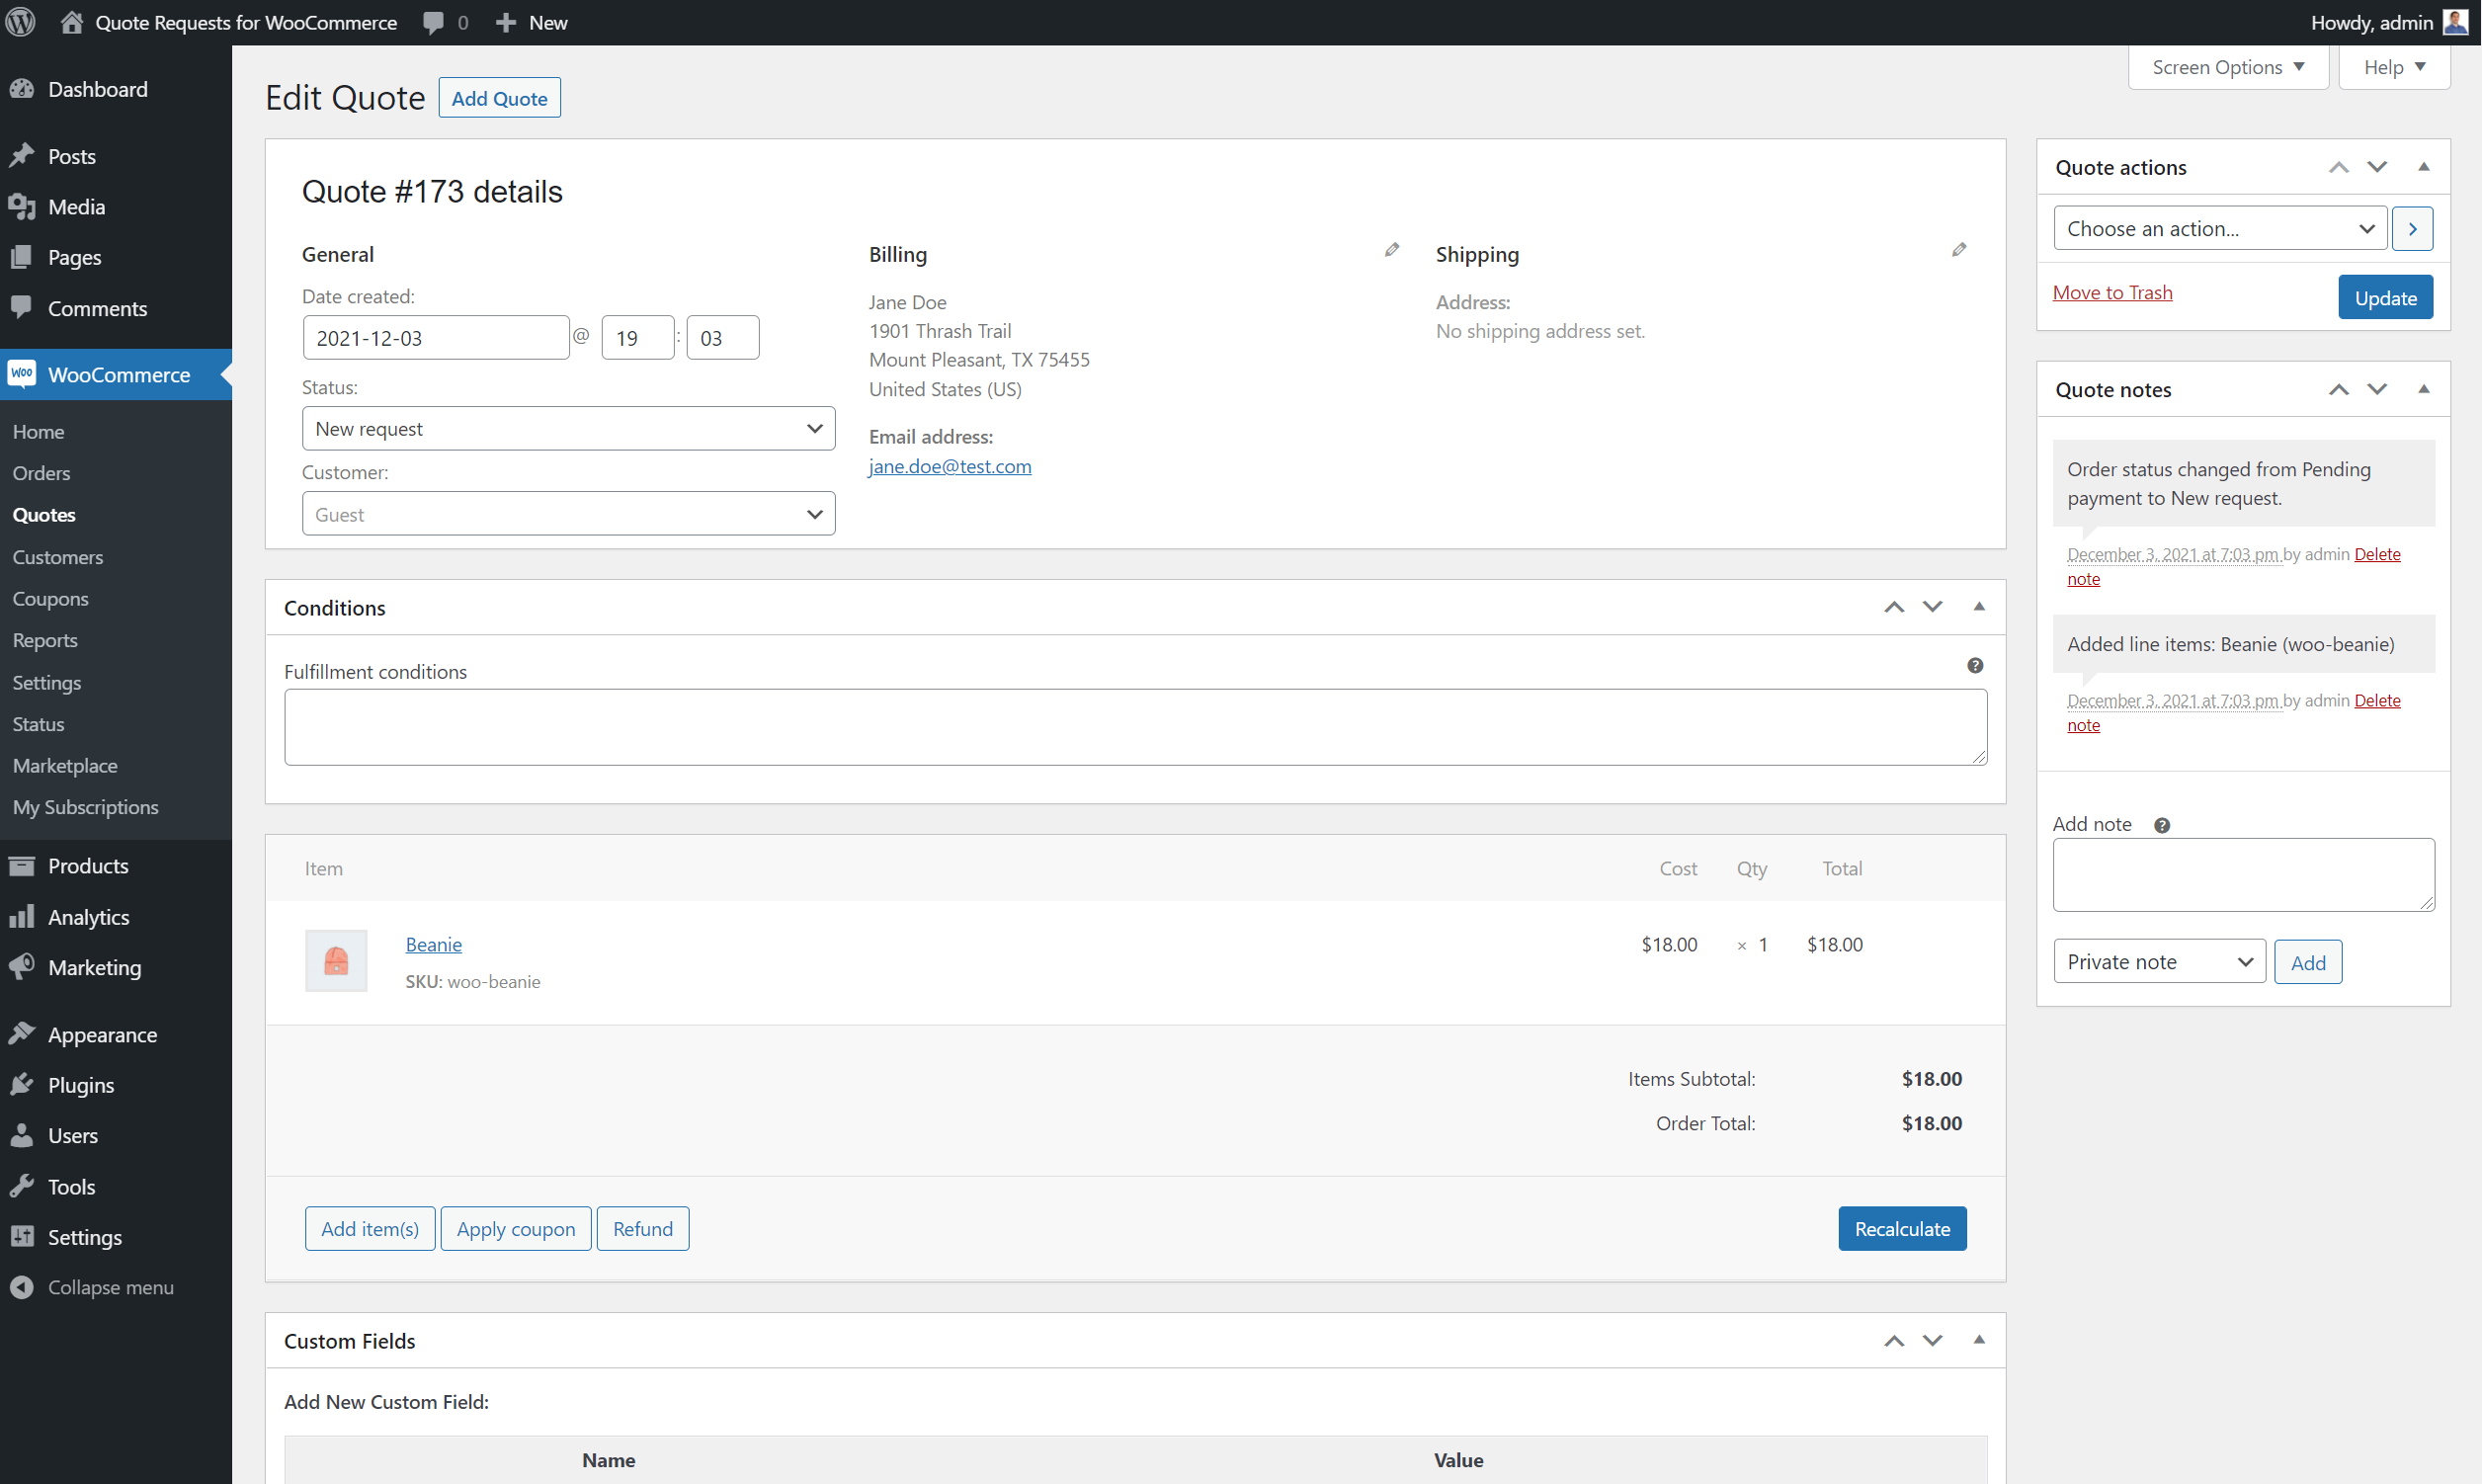 Quote Requests for WooCommerce 0 New Howdy, admin
Dashboard
Posts
Media
Pages
Comments
Woo WooCommerce
Home
Orders
Quotes
Customers
Coupons
Reports
Settings
Status
Marketplace
My Subscriptions
Products
Analytics
Marketing
Appearance
Plugins
Users
Tools
Settings
Collapse menu
Screen Options ▼ Help ▼
Edit Quote Add Quote
Quote #173 details
General
Date created:
2021-12-03 @ 19 : 03
Status:
New request
Customer:
Guest
Billing
Jane Doe
1901 Thrash Trail
Mount Pleasant, TX 75455
United States (US)
Email address:
jane.doe@test.com
Shipping
Address:
No shipping address set.
Conditions
Fulfillment conditions ?
Item Cost Qty Total
Beanie $18.00 × 1 $18.00
SKU: woo-beanie
Items Subtotal: $18.00
Order Total: $18.00
Add item(s) Apply coupon Refund Recalculate
Custom Fields
Add New Custom Field:
Name Value
Quote actions
Choose an action...
Move to Trash Update
Quote notes
Order status changed from Pending
payment to New request.
December 3, 2021 at 7:03 pm by admin Delete
note
Added line items: Beanie (woo-beanie)
December 3, 2021 at 7:03 pm by admin Delete
note
Add note ?
Private note Add